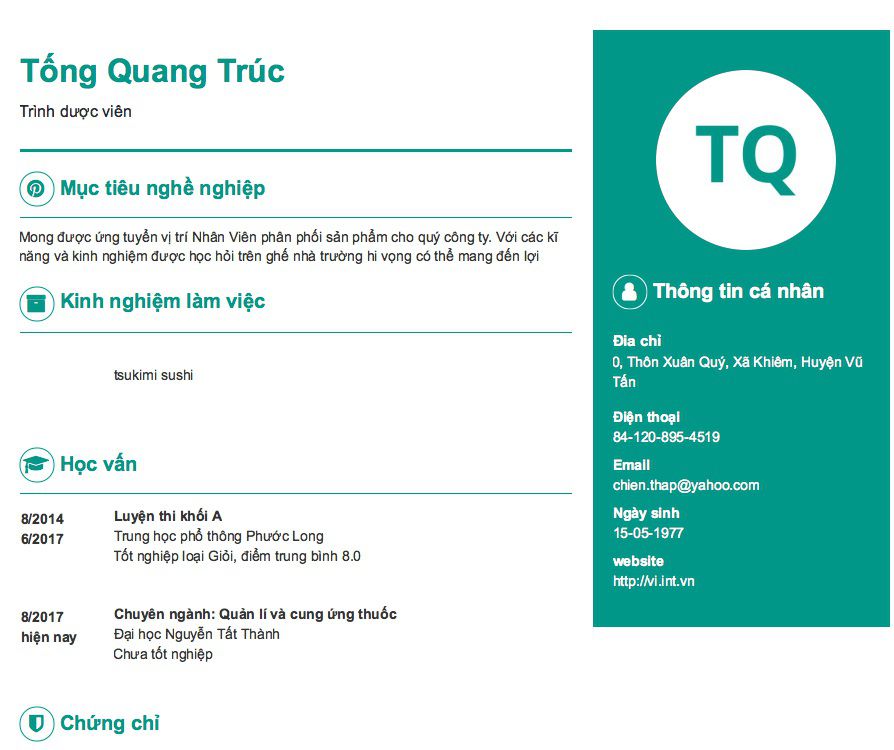 Tống Quang Trúc
Trình dược viên
Mục tiêu nghề nghiệp
Mong được ứng tuyển vị trí Nhân Viên phân phối sản phẩm cho quý công ty. Với các kĩ
năng và kinh nghiệm được học hỏi trên ghế nhà trường hi vọng có thể mang đến lợi
Kinh nghiệm làm việc
tsukimi sushi
Học vấn
8/2014
6/2017
Luyện thi khối A
Trung học phổ thông Phước Long
Tốt nghiệp loại Giỏi, điểm trung bình 8.0
8/2017
hiện nay
Chuyên ngành: Quản lí và cung ứng thuốc
Đại học Nguyễn Tất Thành
Chưa tốt nghiệp
Chứng chỉ
TQ
Thông tin cá nhân
Địa chỉ
0, Thôn Xuân Quý, Xã Khiêm, Huyện Vũ
Tấn
Điện thoại
84-120-895-4519
Email
chien.thap@yahoo.com
Ngày sinh
15-05-1977
website
http://vi.int.vn